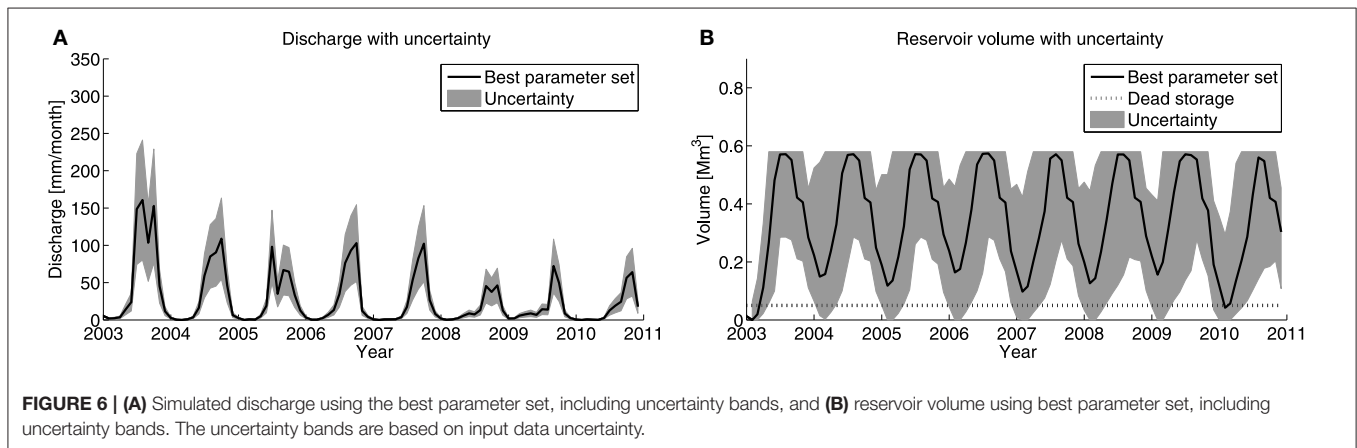 A
Discharge with uncertainty
350
300
250
200
150
100
50
0
Discharge [mm/month]
Best parameter set
Uncertainty
2003 2004 2005 2006 2007 2008 2009 2010 2011
Year
B
Reservoir volume with uncertainty
0.8
0.6
0.4
0.2
0
Volume [Mm³]
Best parameter set
Dead storage
Uncertainty
2003 2004 2005 2006 2007 2008 2009 2010 2011
Year
FIGURE 6 | (A) Simulated discharge using the best parameter set, including uncertainty bands, and (B) reservoir volume using best parameter set, including
uncertainty bands. The uncertainty bands are based on input data uncertainty.